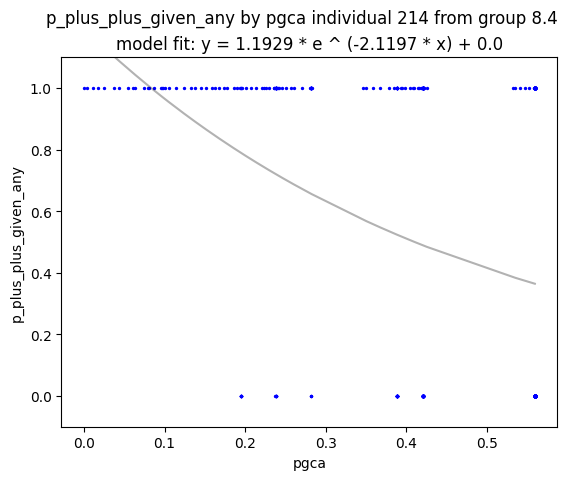 p_plus_plus_given_any by pgca individual 214 from group 8.4
model fit: y = 1.1929 * e ^ (-2.1197 * x) + 0.0
1.0
0.8
0.6
0.4
0.2
0.0
p_plus_plus_given_any
0.0 0.1 0.2 0.3 0.4 0.5
pgca